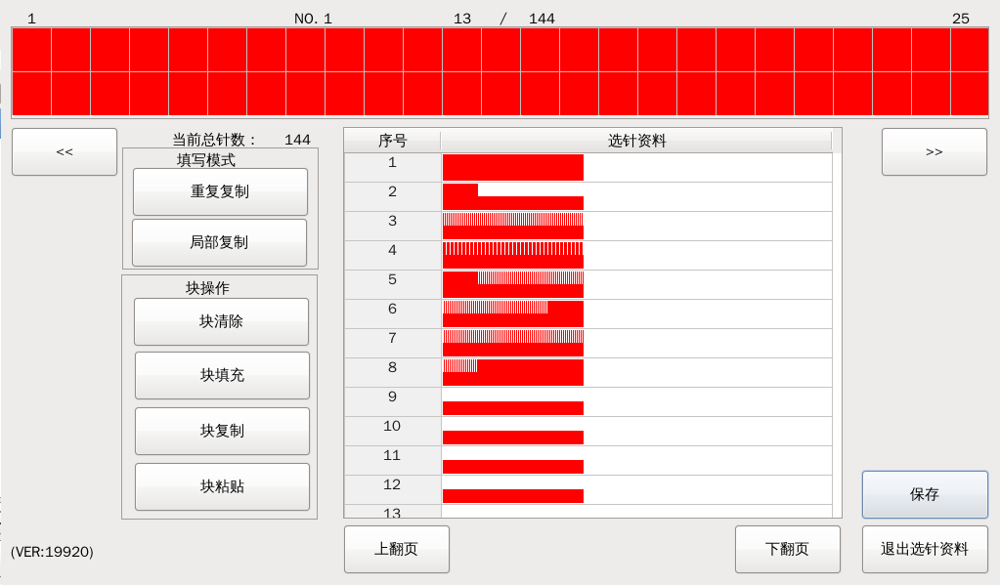 1 NO. 1 13 / 144 25
<<
当前总针数： 144
>>
填写模式
重复复制
局部复制
块操作
块清除
块填充
块复制
块粘贴
序号 选针资料
1
2
3
4
5
6
7
8
9
10
11
12
13
保存
(VER:19920)
上翻页
下翻页
退出选针资料